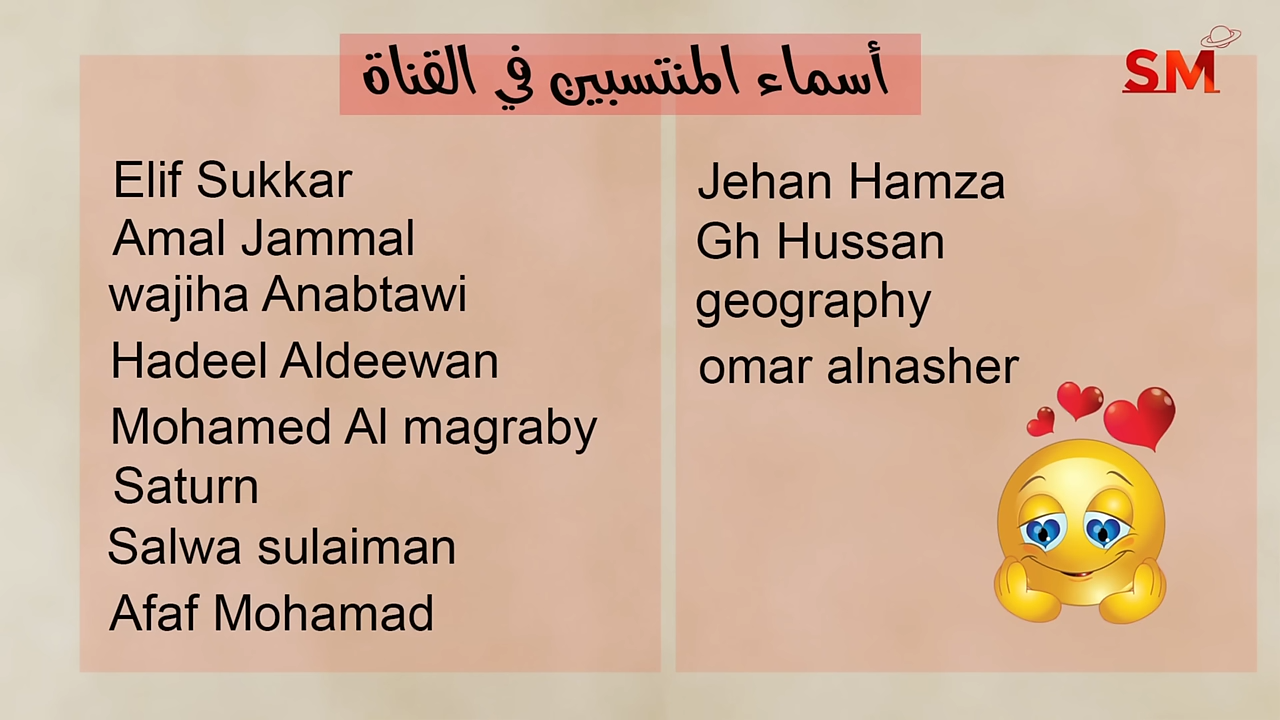 أسماء المنتسبين في القناة
SM
Elif Sukkar
Amal Jammal
wajiha Anabtawi
Hadeel Aldeewan
Mohamed Al magraby
Saturn
Salwa sulaiman
Afaf Mohamad
Jehan Hamza
Gh Hussan
geography
omar alnasher